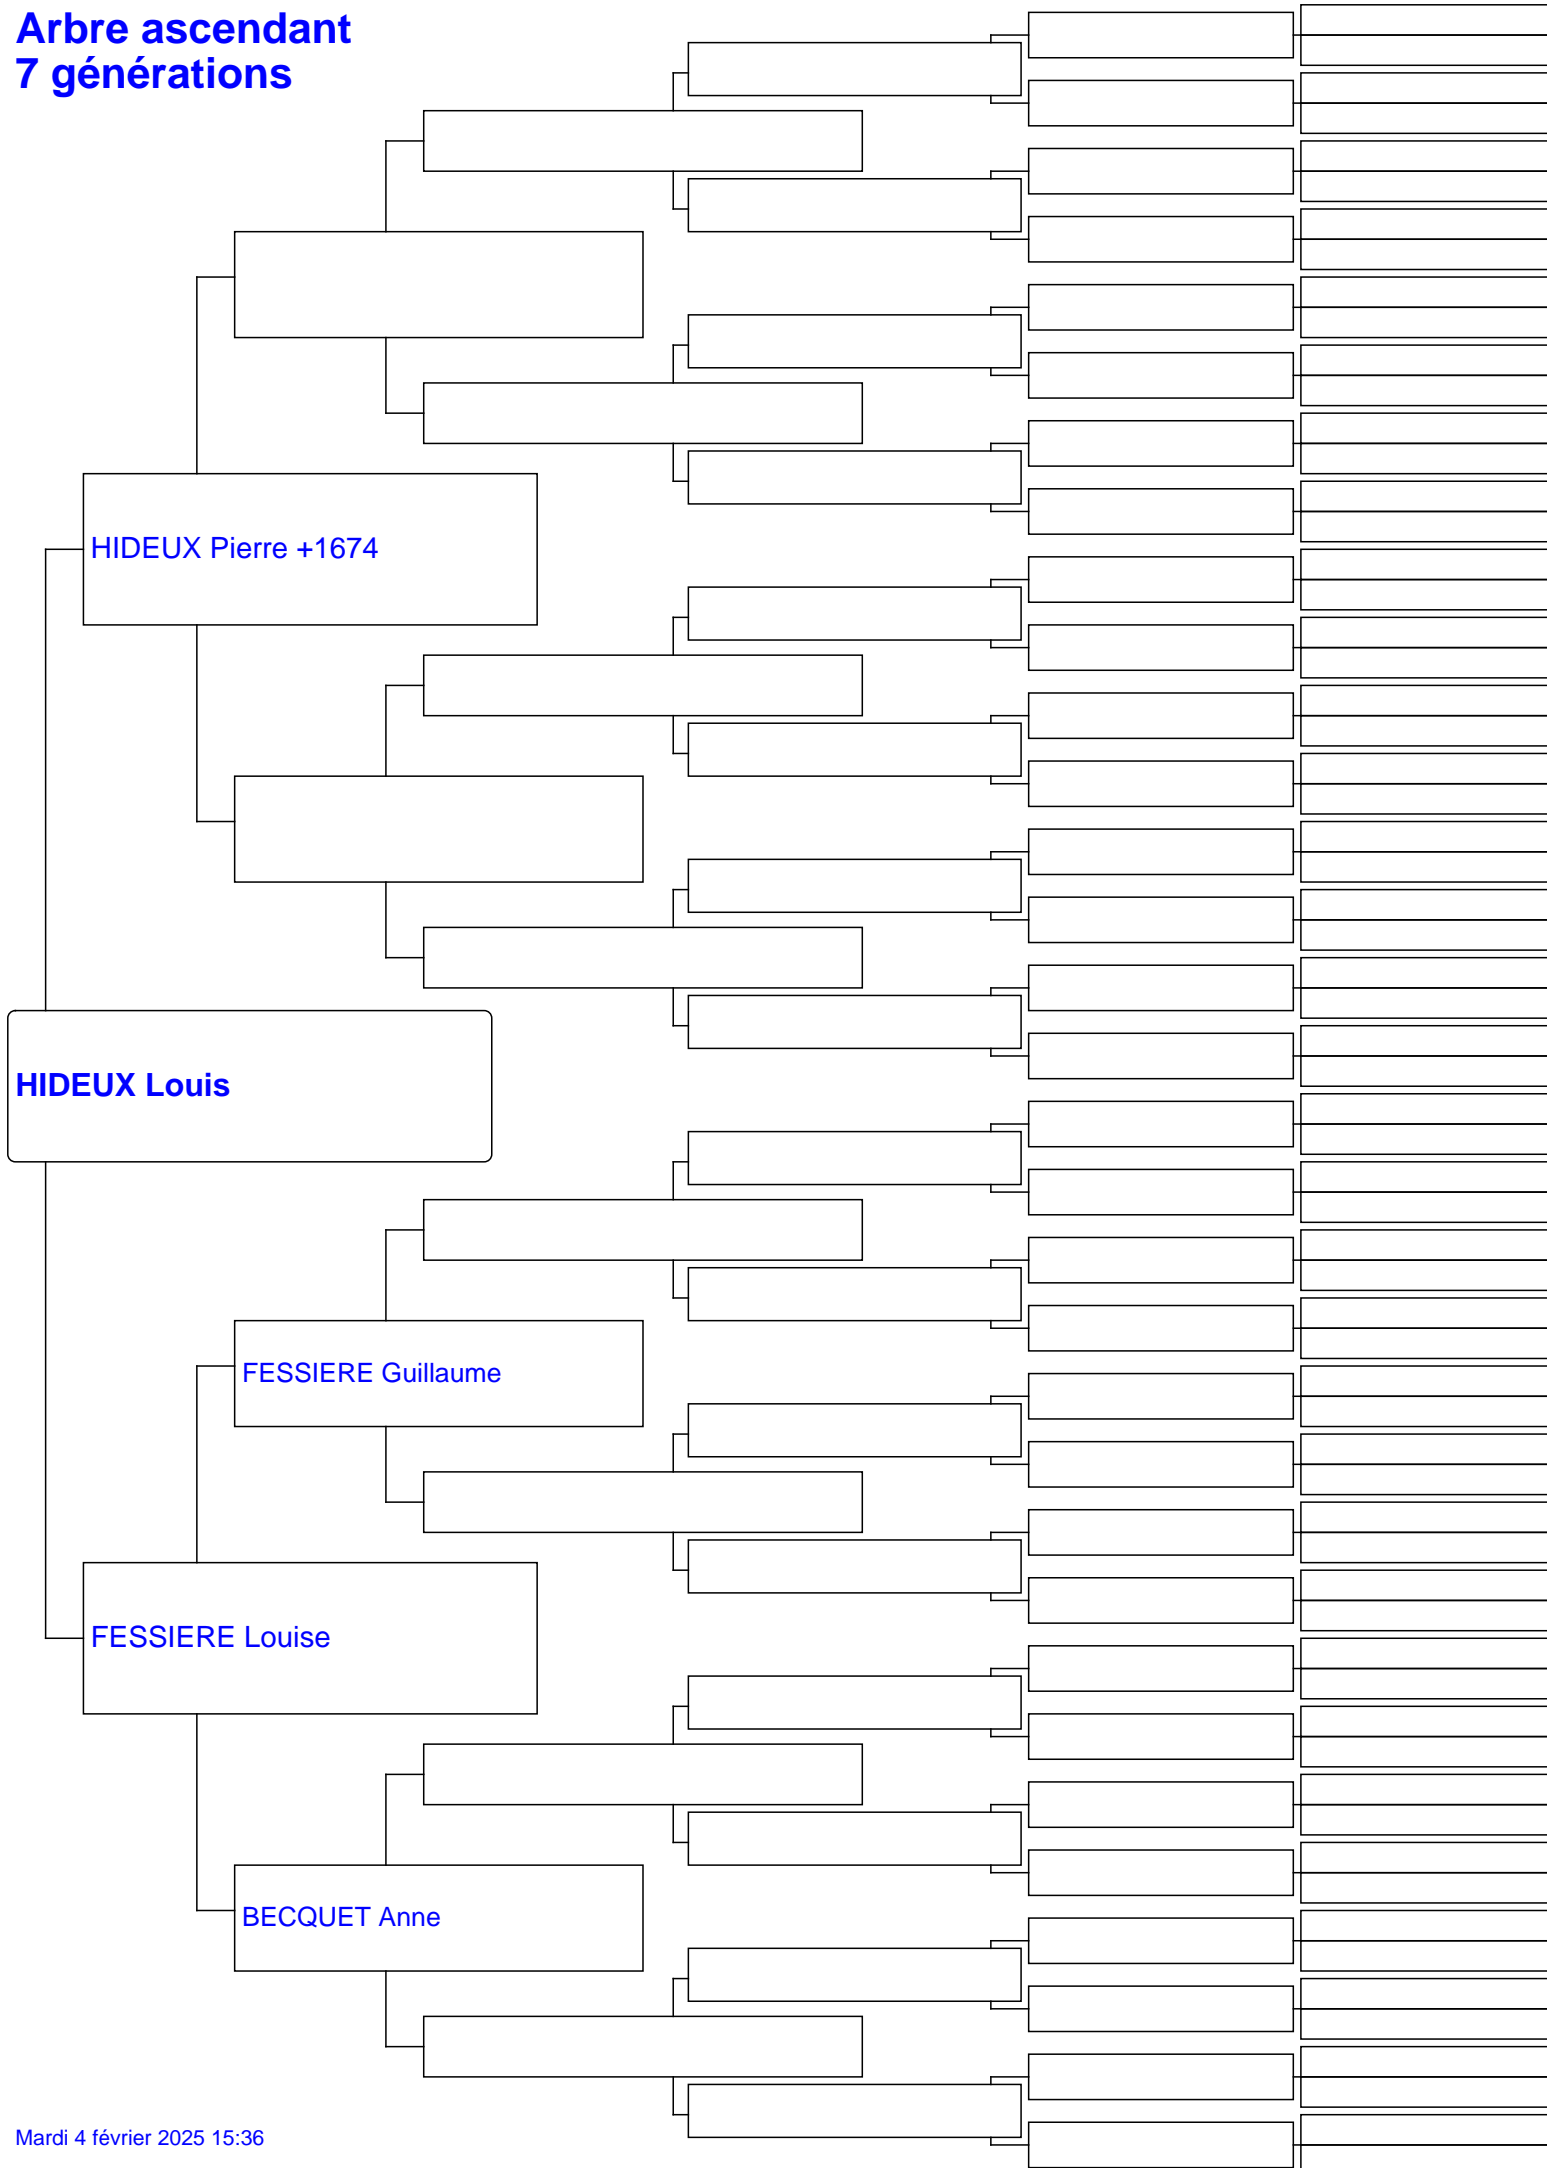 Arbre ascendant
7 générations
HIDEUX Pierre +1674
HIDEUX Louis
FESSIERE Guillaume
FESSIERE Louise
BECQUET Anne
Mardi 4 février 2025 15:36